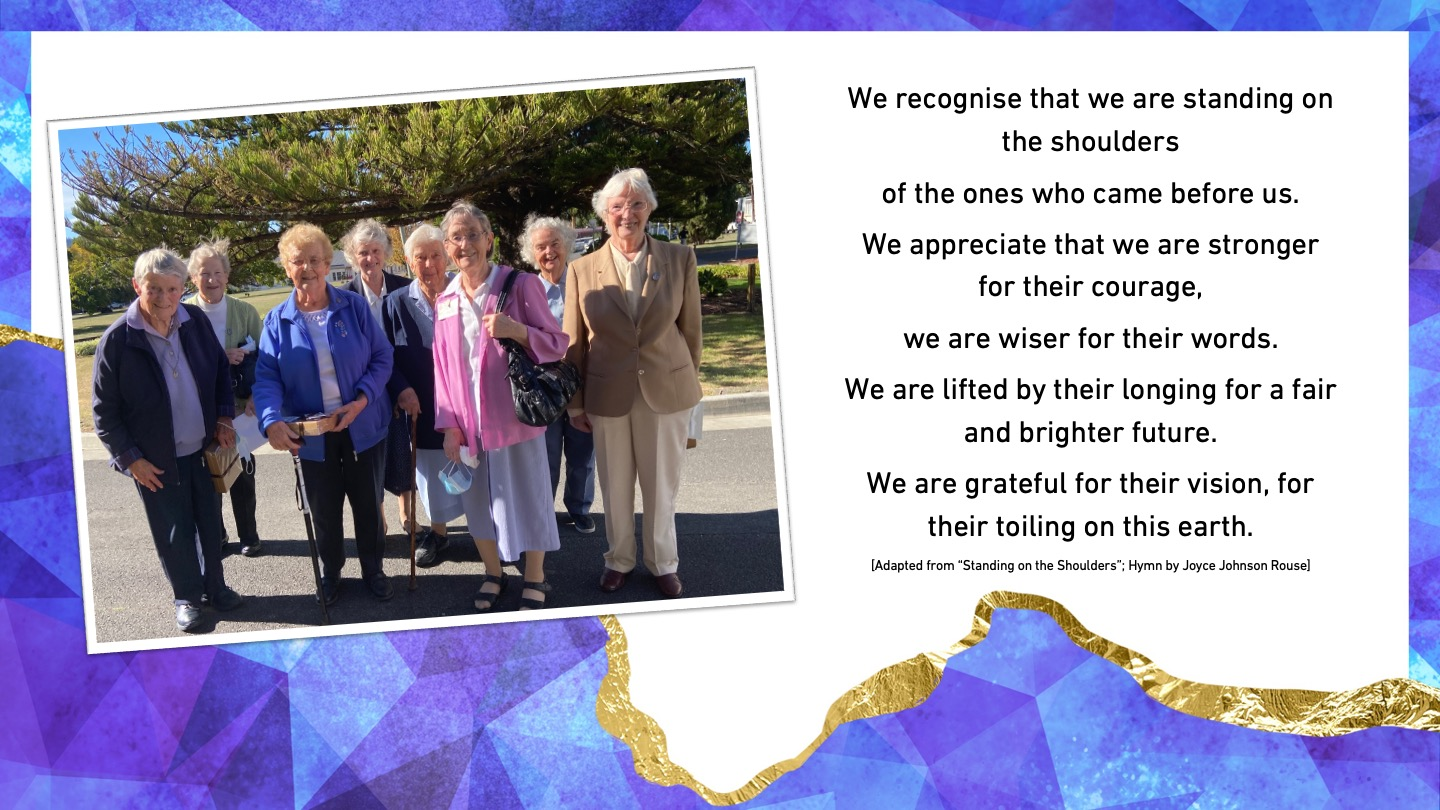 We recognise that we are standing on
the shoulders
of the ones who came before us.
We appreciate that we are stronger
for their courage,
we are wiser for their words.
We are lifted by their longing for a fair
and brighter future.
We are grateful for their vision, for
their toiling on this earth.
[Adapted from “Standing on the Shoulders”; Hymn by Joyce Johnson Rouse]